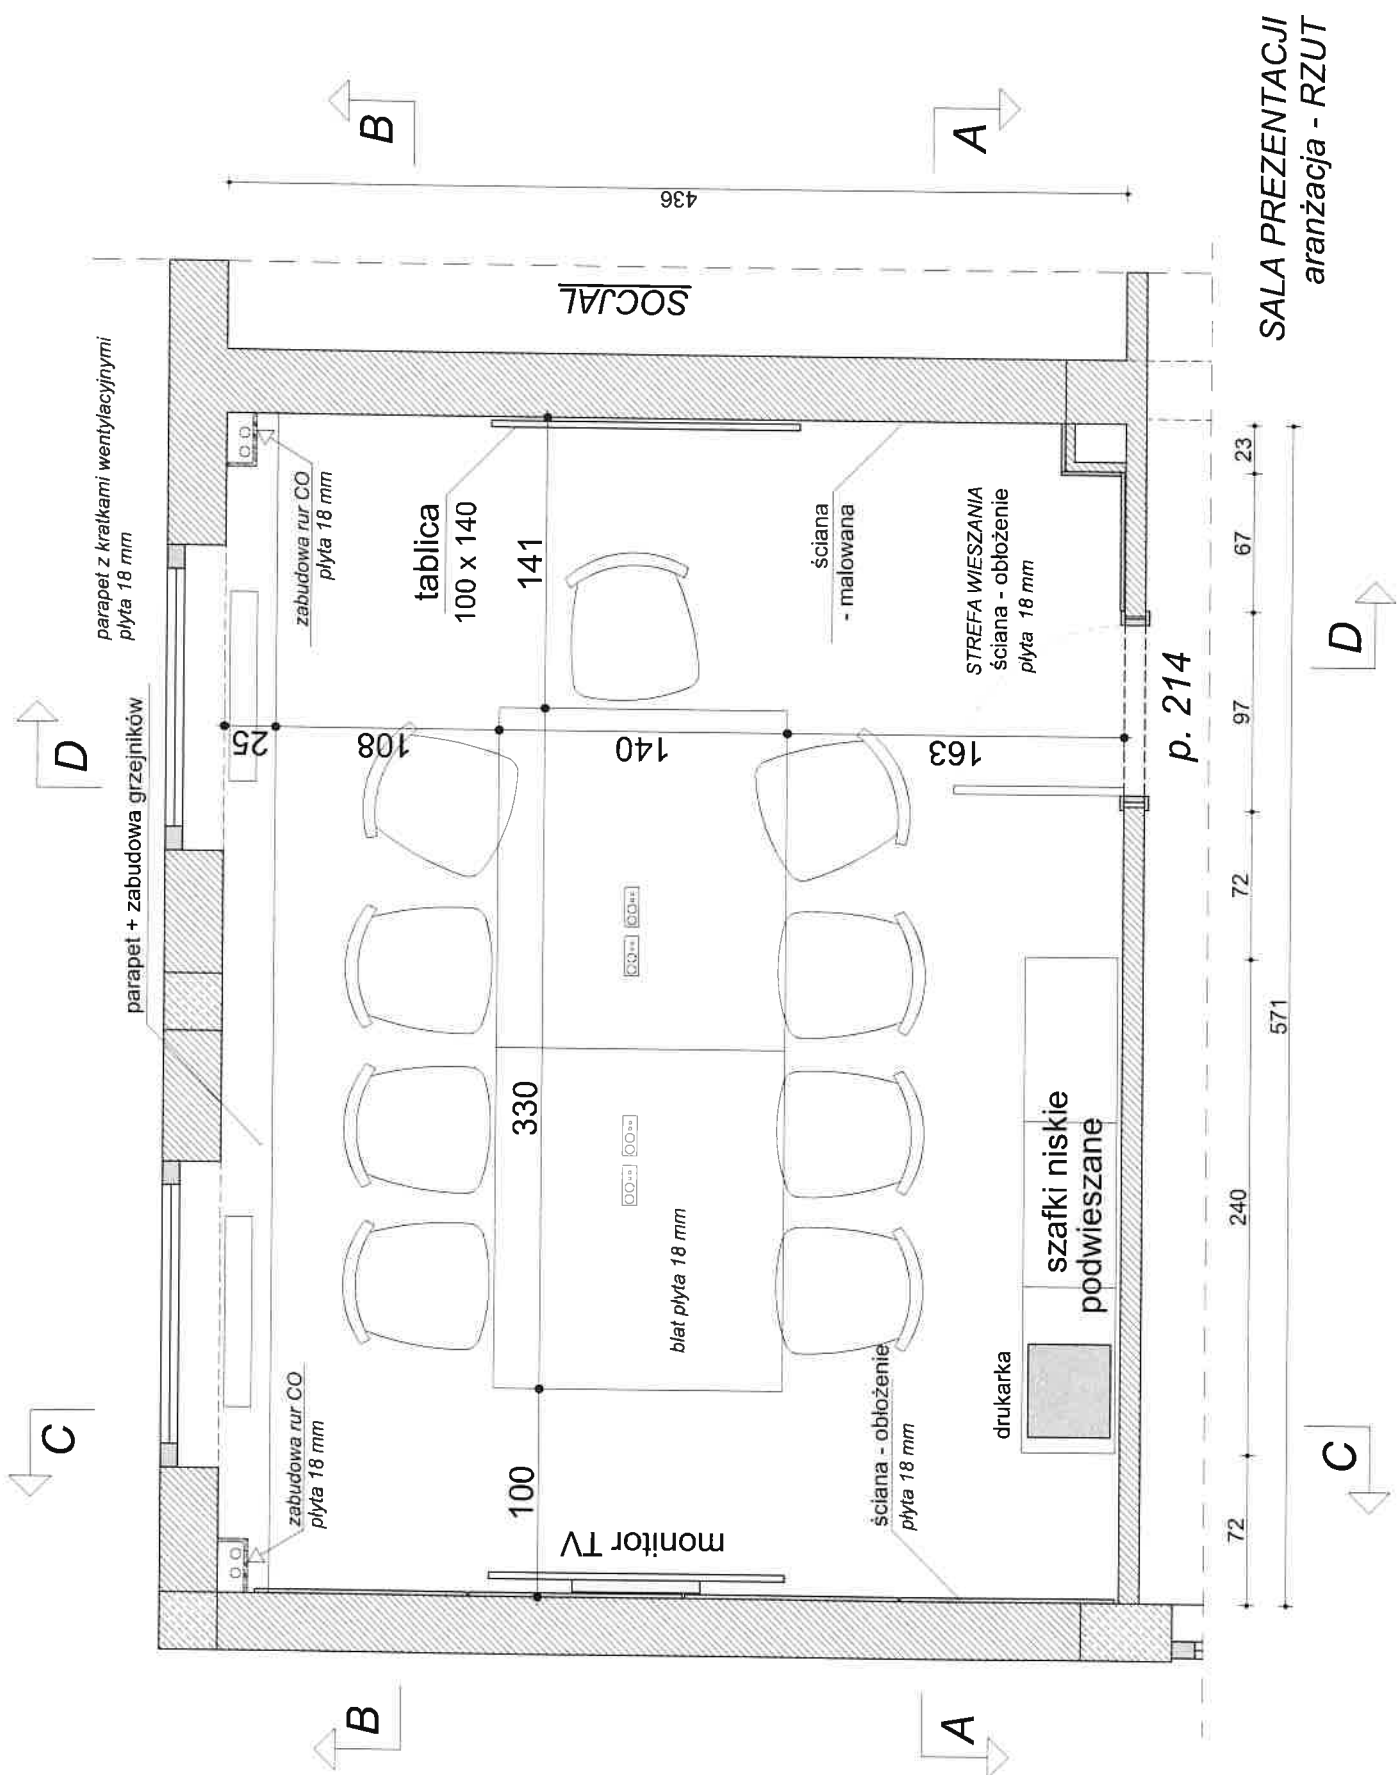 SALA PREZENTACJI
aranżacja - RZUT
B
A
436
SOCJAL
parapet z kratkami wentylacyjnymi
płyta 18 mm
parapet + zabudowa grzejników
zabudowa rur CO
płyta 18 mm
tablica
100 x 140
141
ściana
- malowana
STREFA WIESZANIA
ściana - obłożenie
płyta 18 mm
D
D
p. 214
25
108
140
163
23
67
97
72
240
72
571
330
blat płyta 18 mm
szafki niskie
podwieszane
drukarka
zabudowa rur CO
płyta 18 mm
100
monitor TV
ściana - obłożenie
płyta 18 mm
C
C
B
A